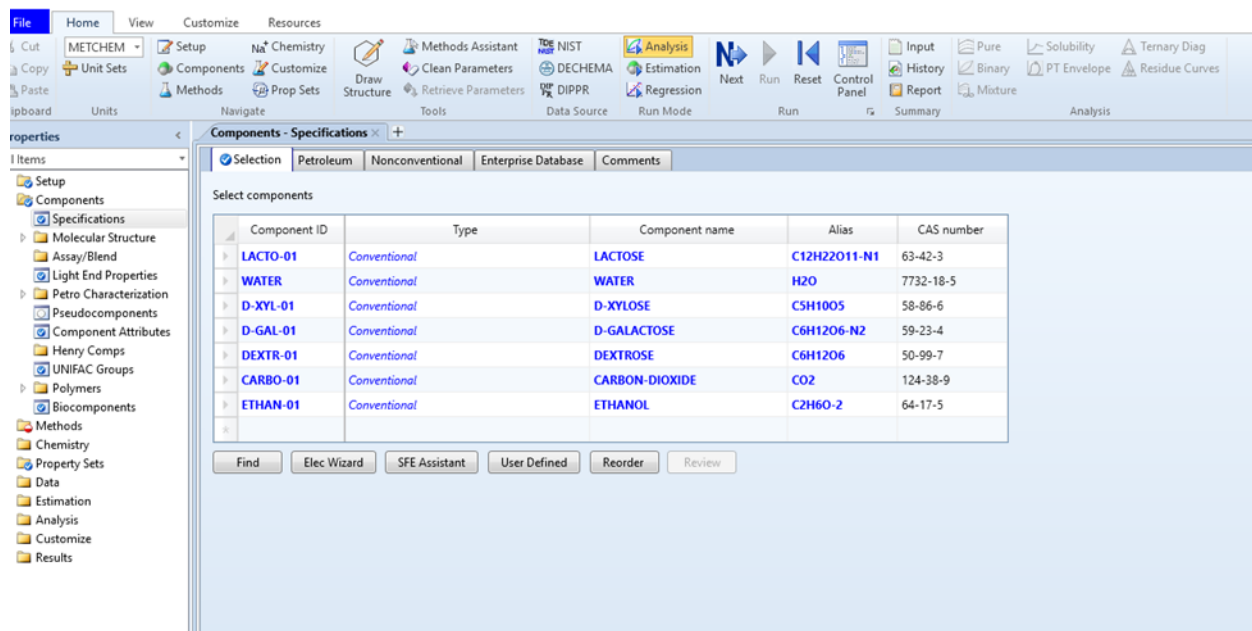 File Home View Customize Resources
Cut METCHEM Setup Na+ Chemistry Methods Assistant NIST Analysis Input Pure Solubility Ternary Diag
Copy Unit Sets Components Customize Draw Structure Clean Parameters DECHEMA Estimation Next Run Reset Control Panel History Binary PT Envelope Residue Curves
Paste Methods Prop Sets Retrieve Parameters DIPPR Regression Report Mixture
ipboard Units Navigate Tools Data Source Run Mode Run Summary Analysis
roperties
l Items
Setup
Components
Specifications
Molecular Structure
Assay/Blend
Light End Properties
Petro Characterization
Pseudocomponents
Component Attributes
Henry Comps
UNIFAC Groups
Polymers
Biocomponents
Methods
Chemistry
Property Sets
Data
Estimation
Analysis
Customize
Results
Components - Specifications × +
Selection Petroleum Nonconventional Enterprise Database Comments
Select components
Component ID Type Component name Alias CAS number
LACTO-01 Conventional LACTOSE C12H22O11-N1 63-42-3
WATER Conventional WATER H2O 7732-18-5
D-XYL-01 Conventional D-XYLOSE C5H10O5 58-86-6
D-GAL-01 Conventional D-GALACTOSE C6H12O6-N2 59-23-4
DEXTR-01 Conventional DEXTROSE C6H12O6 50-99-7
CARBO-01 Conventional CARBON-DIOXIDE CO2 124-38-9
ETHAN-01 Conventional ETHANOL C2H6O-2 64-17-5
Find Elec Wizard SFE Assistant User Defined Reorder Review